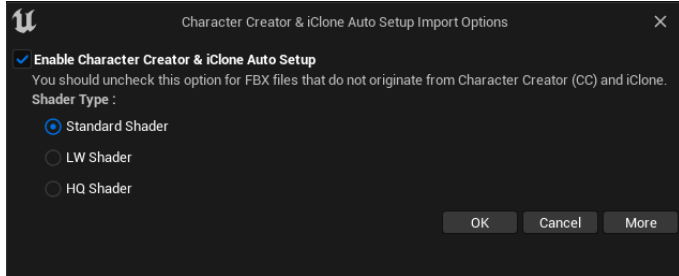 Character Creator & iClone Auto Setup Import Options
Enable Character Creator & iClone Auto Setup
You should uncheck this option for FBX files that do not originate from Character Creator (CC) and iClone.
Shader Type :
Standard Shader
LW Shader
HQ Shader
OK Cancel More